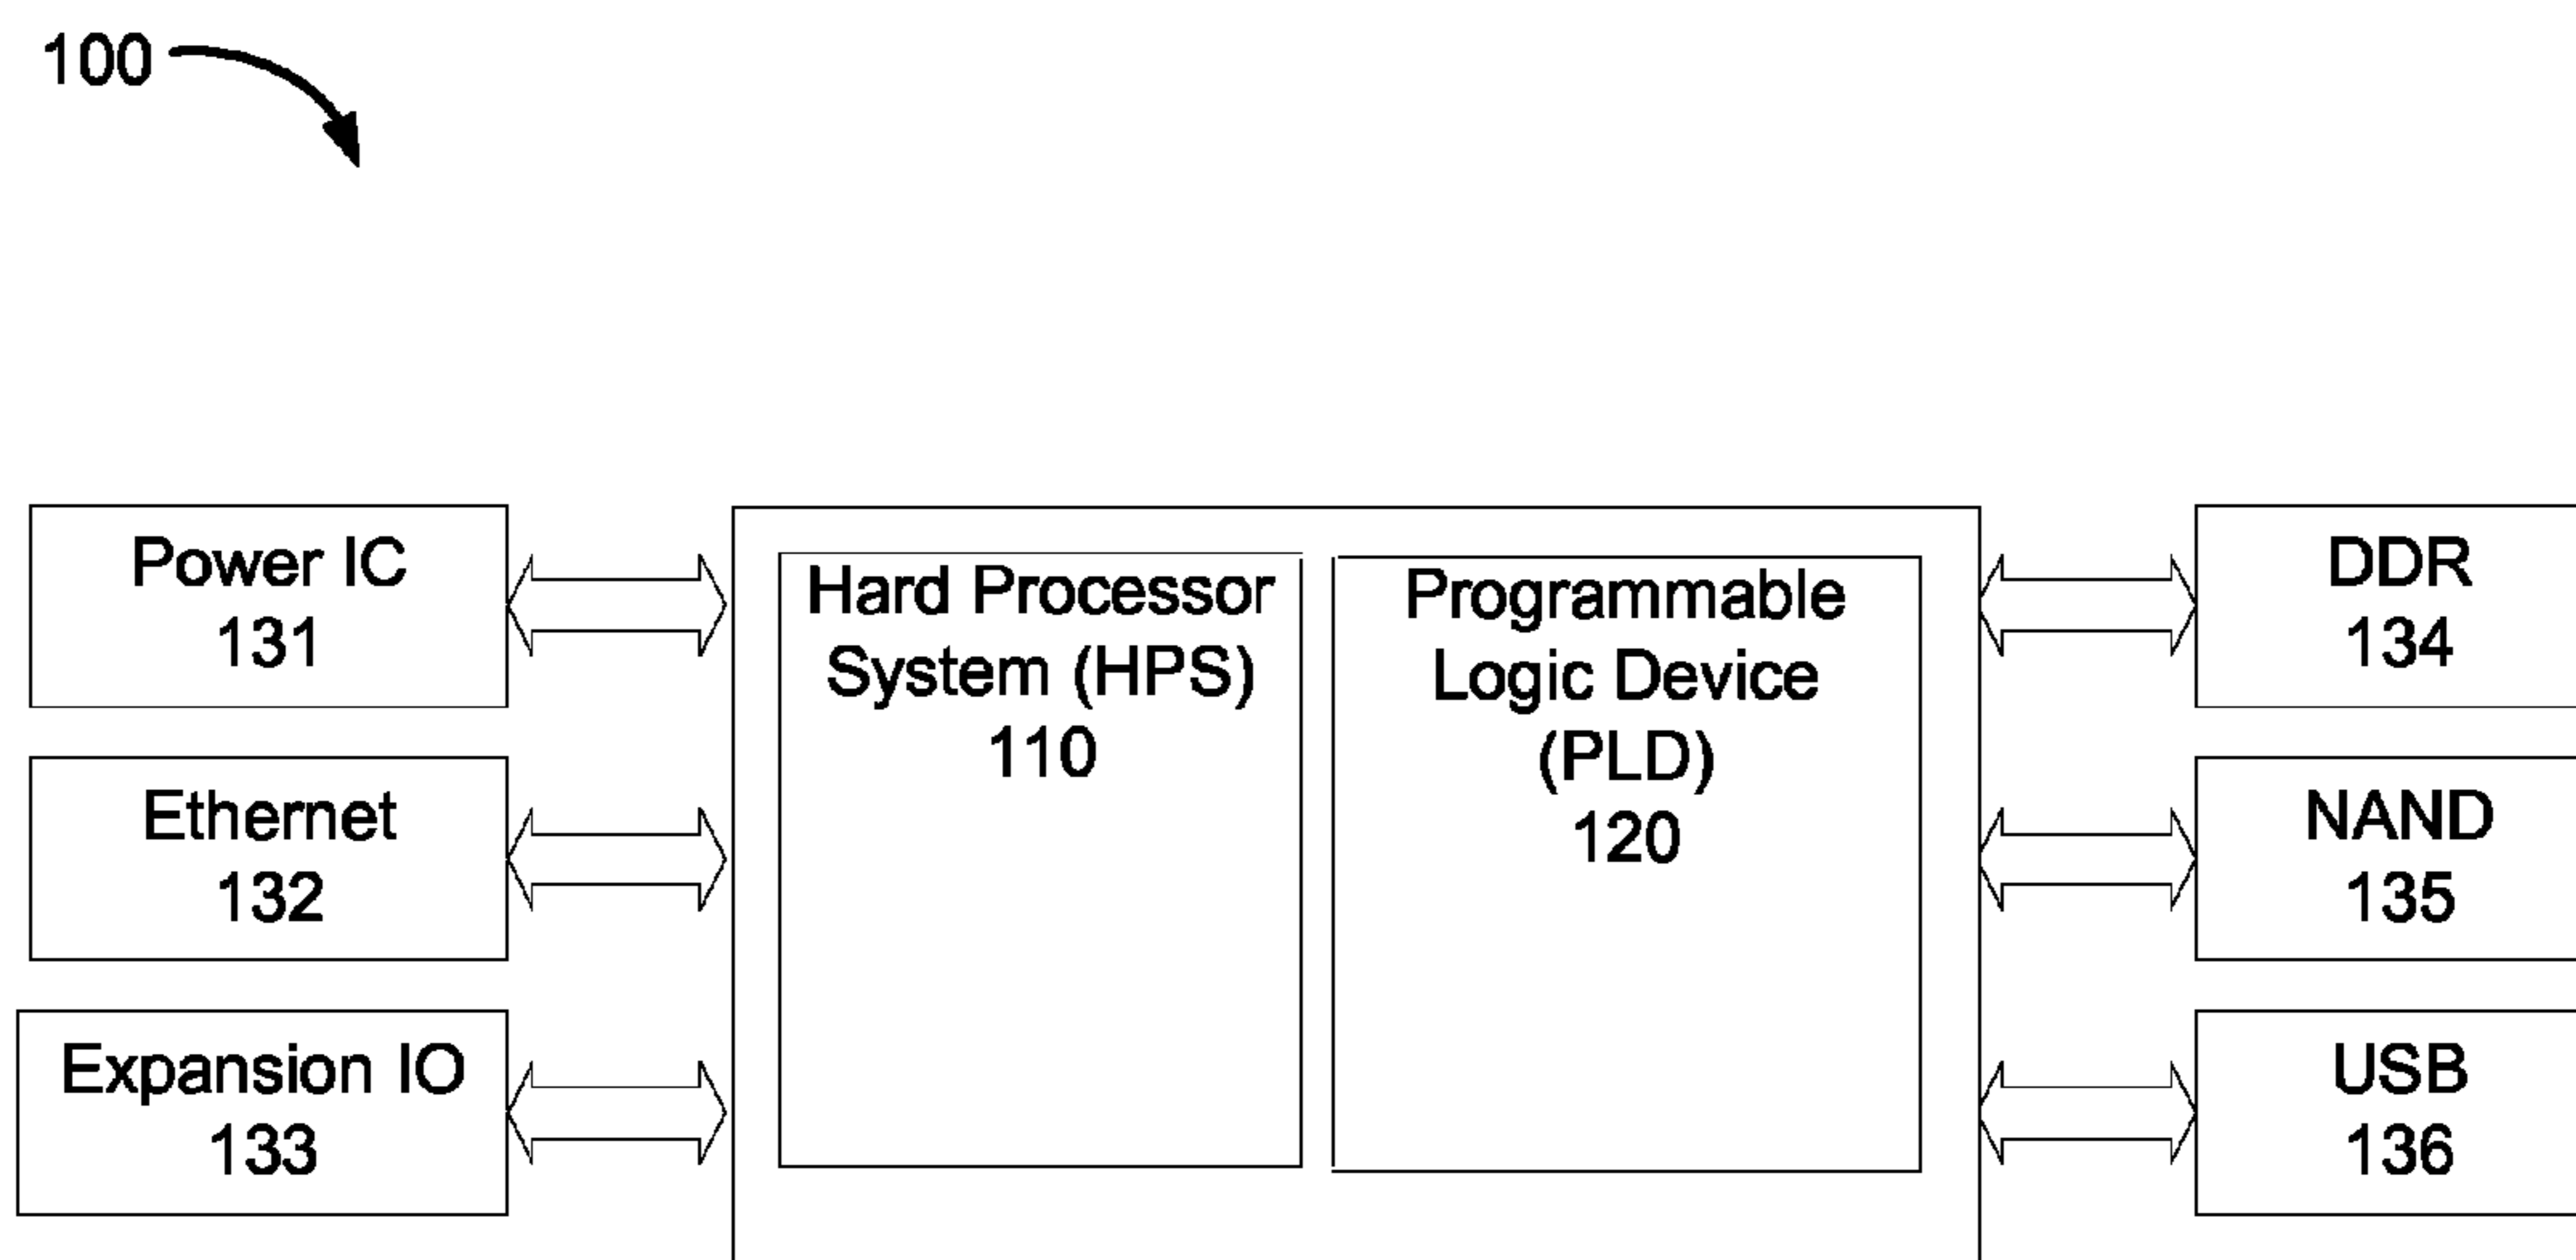 100
Power IC
131
Ethernet
132
Expansion IO
133
Hard Processor
System (HPS)
110
Programmable
Logic Device
(PLD)
120
DDR
134
NAND
135
USB
136